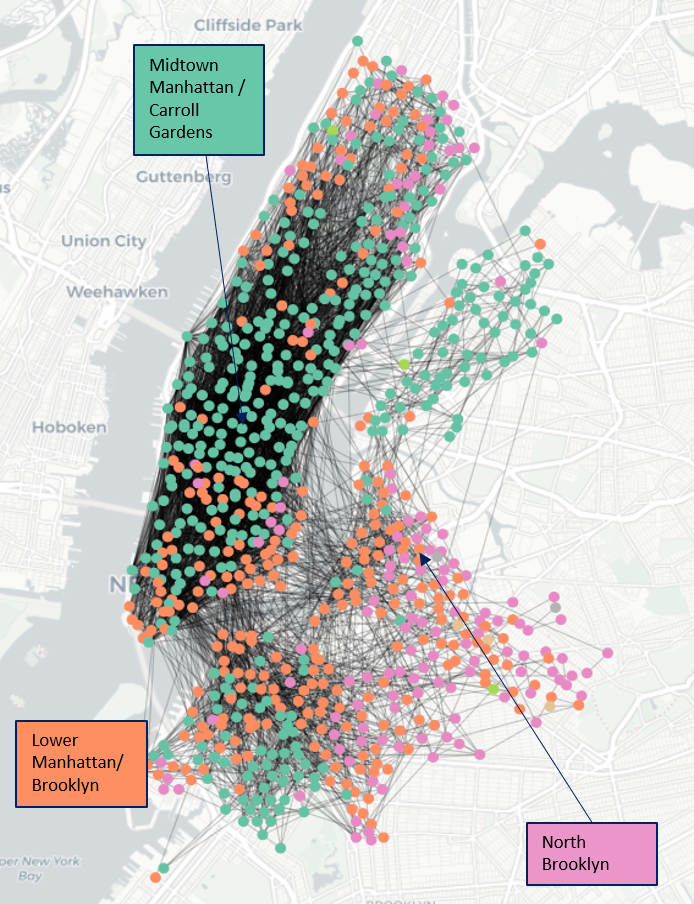 Cliffside Park
Midtown
Manhattan /
Carroll
Gardens
Guttenberg
Union City
Weehawken
Hoboken
Lower
Manhattan/
Brooklyn
North
Brooklyn
per New York
Bay
BROOKLYN